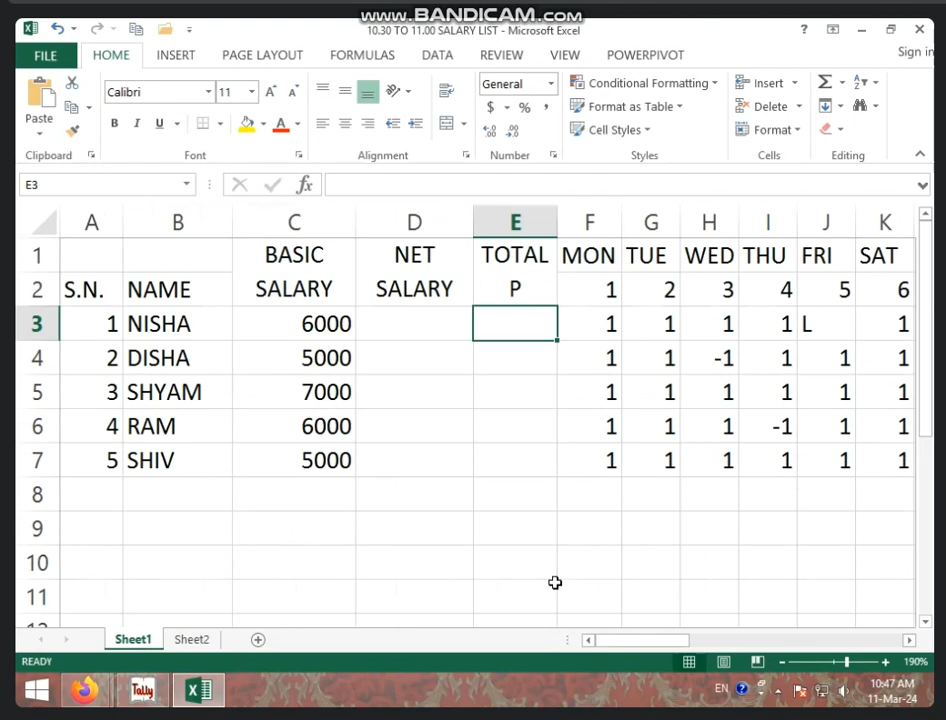 www.BANDICAM.com
10.30 TO 11.00 SALARY LIST - Microsoft Excel
FILE HOME INSERT PAGE LAYOUT FORMULAS DATA REVIEW VIEW POWERPIVOT Sign in
Paste
Calibri 11 General
B I U
Conditional Formatting
Format as Table
Cell Styles
Insert
Delete
Format
Clipboard Font Alignment Number Styles Cells Editing
E3
A B C D E F G H I J K
1 BASIC NET TOTAL MON TUE WED THU FRI SAT
2 S.N. NAME SALARY SALARY P 1 2 3 4 5 6
3 1 NISHA 6000 1 1 1 1 L 1
4 2 DISHA 5000 1 1 -1 1 1 1
5 3 SHYAM 7000 1 1 1 1 1 1
6 4 RAM 6000 1 1 1 -1 1 1
7 5 SHIV 5000 1 1 1 1 1 1
8
9
10
11
Sheet1 Sheet2
READY 190%
Tally EN 10:47 AM
11-Mar-24